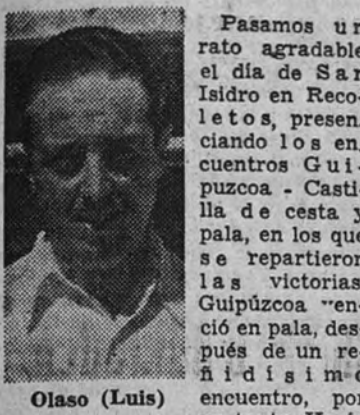 Pasamos un
rato agradable
el día de San
Isidro en Reco-
letos, presen-
ciando los en-
cuentros Gui-
puzcoa - Casti-
lla de cesta y
pala, en los que
se repartieron
las victorias.
Guipúzcoa ven-
ció en pala, des-
pués de un re-
ñidísimo
encuentro, por
Olaso (Luis)